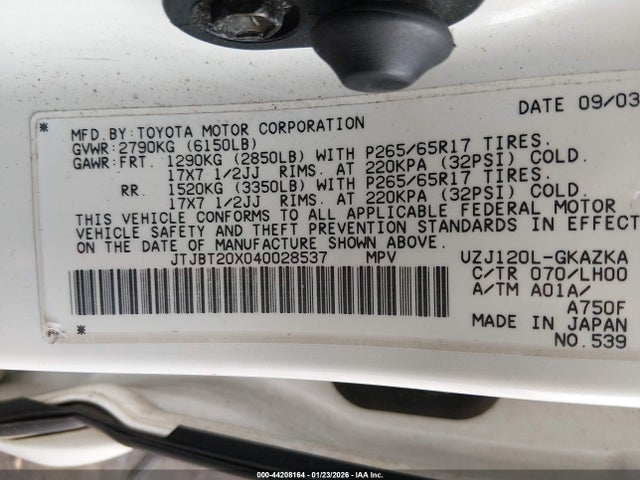 DATE 09/03
MFD.BY:TOYOTA MOTOR CORPORATION
GVWR:2790KG (6150LB)
GAWR:FRT. 1290KG (2850LB) WITH P265/65R17 TIRES.
17X7 1/2JJ RIMS. AT 220KPA (32PSI) COLD.
RR. 1520KG (3350LB) WITH P265/65R17 TIRES.
17X7 1/2JJ RIMS. AT 220KPA (32PSI) COLD.
THIS VEHICLE CONFORMS TO ALL APPLICABLE FEDERAL MOTOR
VEHICLE SAFETY AND THEFT PREVENTION STANDARDS IN EFFECT
ON THE DATE OF MANUFACTURE SHOWN ABOVE.
JTJBT20X040028537 MPV UZJ120L-GKAZKA
C/TR 070/LH00
A/TM A01A/
A750F
MADE IN JAPAN
NO.539
000-44208164 - 01/23/2026 - IAA Inc.